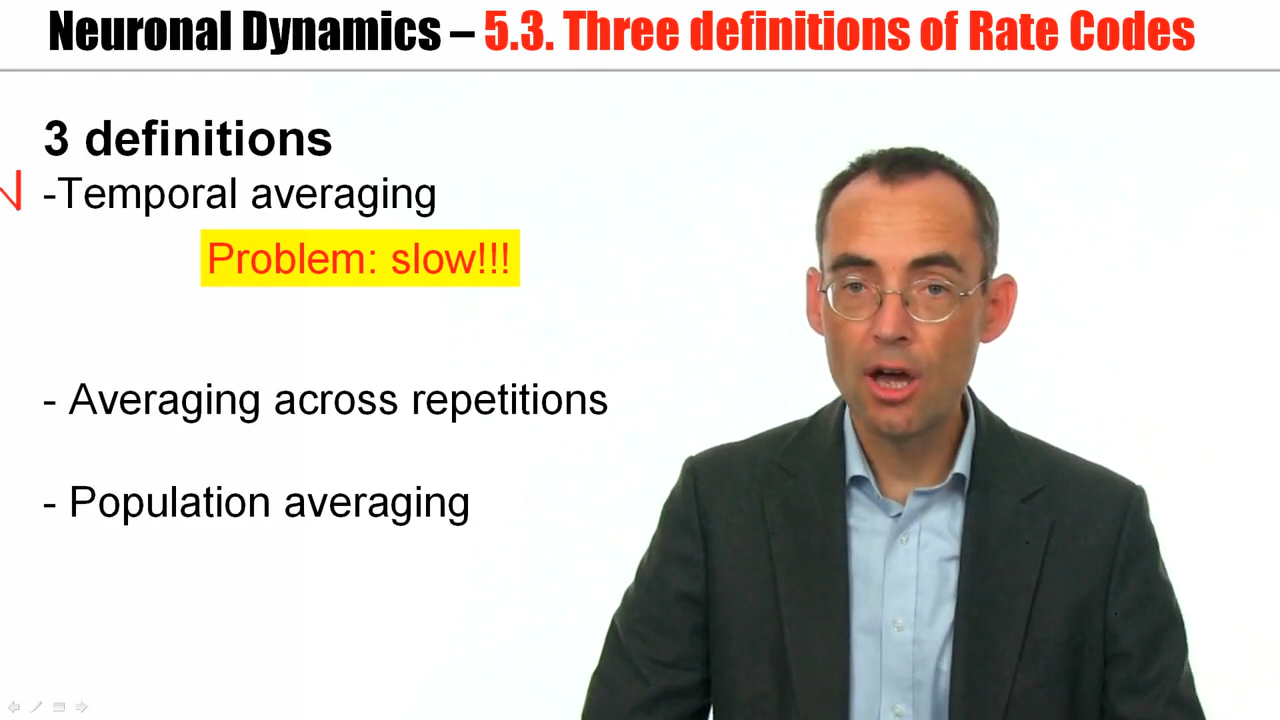 Neuronal Dynamics – 5.3. Three definitions of Rate Codes
3 definitions
-Temporal averaging
Problem: slow!!!
- Averaging across repetitions
- Population averaging